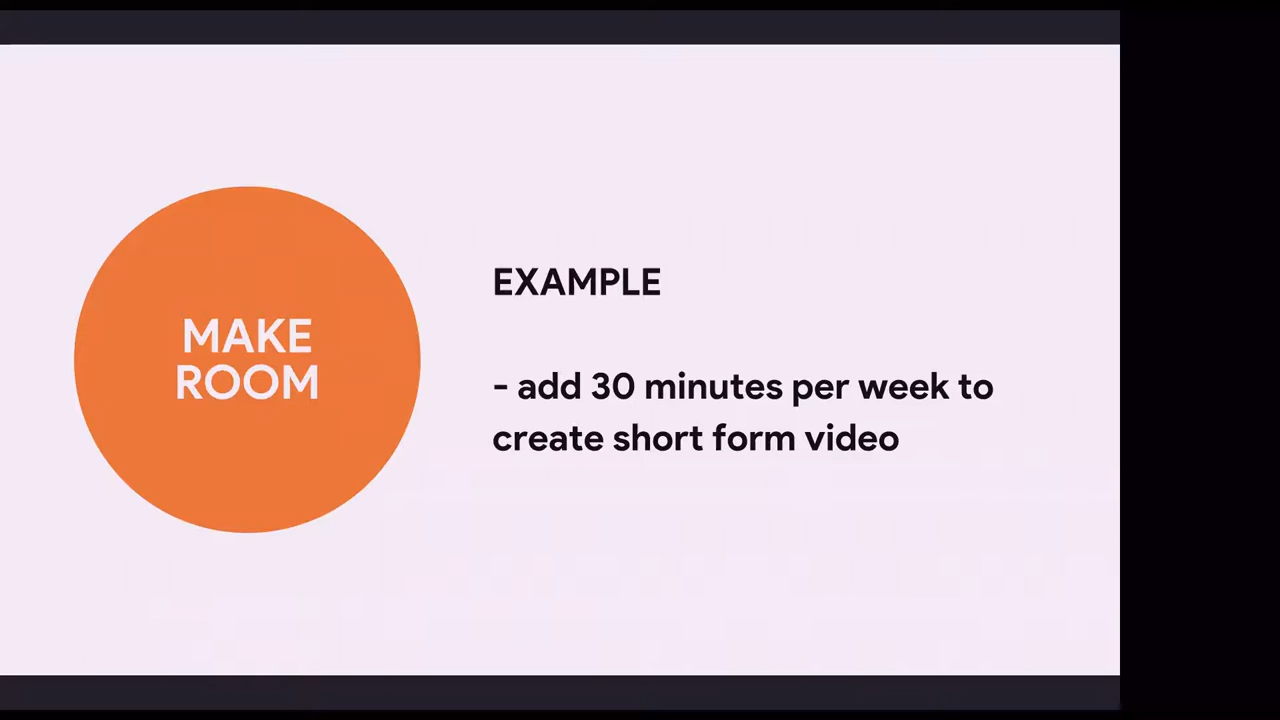 MAKE
ROOM
EXAMPLE
- add 30 minutes per week to
create short form video